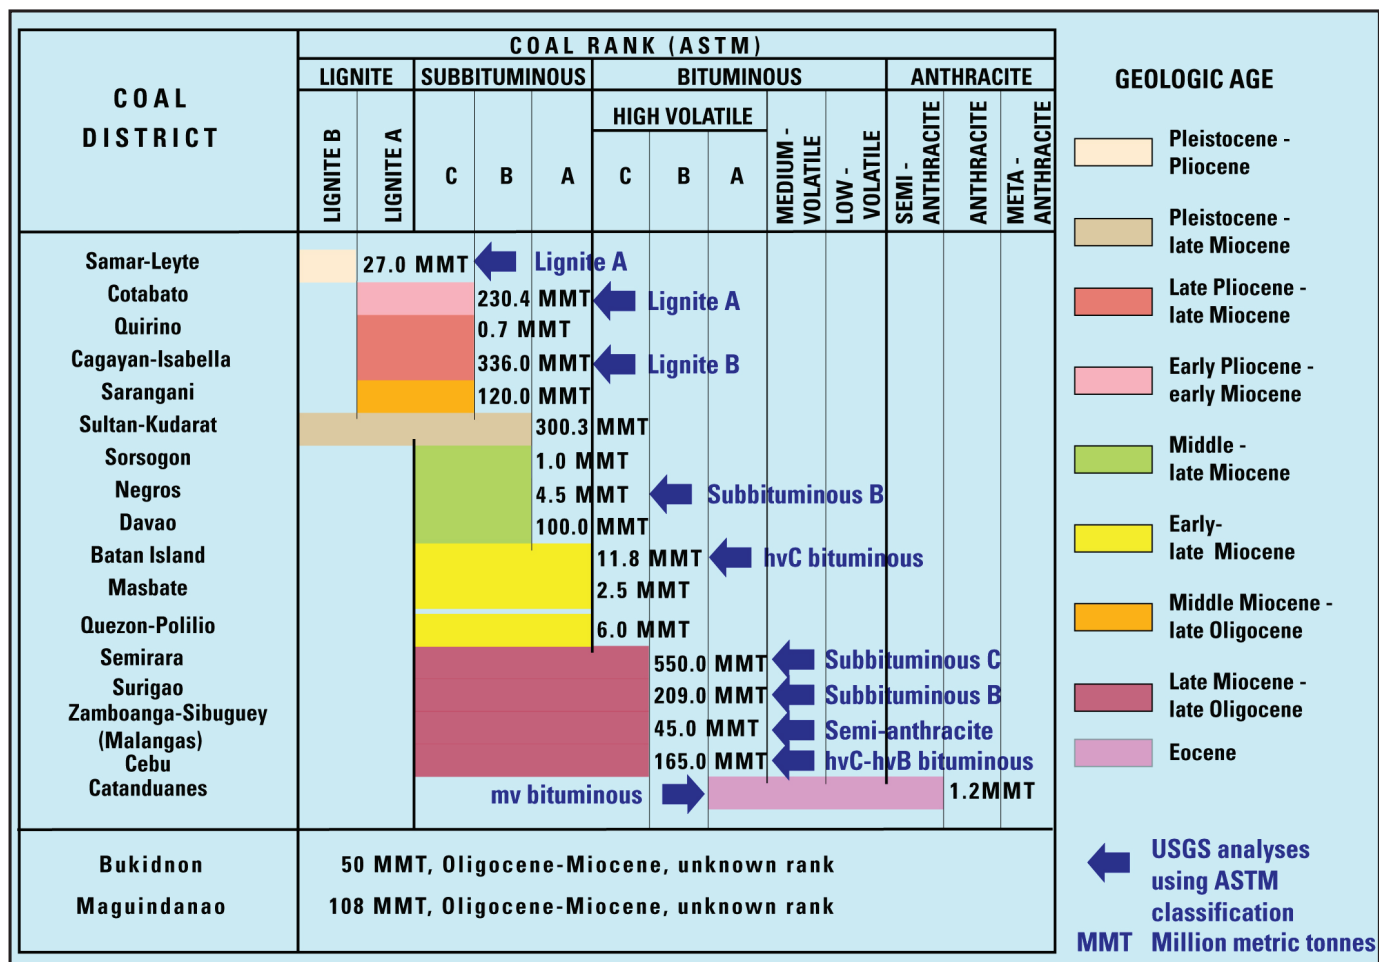 COAL
DISTRICT
COAL RANK (ASTM)
LIGNITE
SUBBITUMINOUS
BITUMINOUS
ANTHRACITE
HIGH VOLATILE
LIGNITE B
LIGNITE A
C
B
A
C
B
A
MEDIUM -
VOLATILE
LOW -
VOLATILE
SEMI -
ANTHRACITE
ANTHRACITE
META -
ANTHRACITE
Samar-Leyte 27.0 MMT Lignite A
Cotabato 230.4 MMT Lignite A
Quirino 0.7 MMT
Cagayan-Isabella 336.0 MMT Lignite B
Sarangani 120.0 MMT
Sultan-Kudarat 300.3 MMT
Sorsogon 1.0 MMT
Negros 4.5 MMT Subbituminous B
Davao 100.0 MMT
Batan Island 11.8 MMT hvC bituminous
Masbate 2.5 MMT
Quezon-Polilio 6.0 MMT
Semirara 550.0 MMT Subbituminous C
Surigao 209.0 MMT Subbituminous B
Zamboanga-Sibuguey
(Malangas) 45.0 MMT Semi-anthracite
Cebu 165.0 MMT hvC-hvB bituminous
Catanduanes mv bituminous 1.2MMT
Bukidnon 50 MMT, Oligocene-Miocene, unknown rank
Maguindanao 108 MMT, Oligocene-Miocene, unknown rank
GEOLOGIC AGE
Pleistocene -
Pliocene
Pleistocene -
late Miocene
Late Pliocene -
late Miocene
Early Pliocene -
early Miocene
Middle -
late Miocene
Early-
late Miocene
Middle Miocene -
late Oligocene
Late Miocene -
late Oligocene
Eocene
USGS analyses
using ASTM
classification
MMT Million metric tonnes